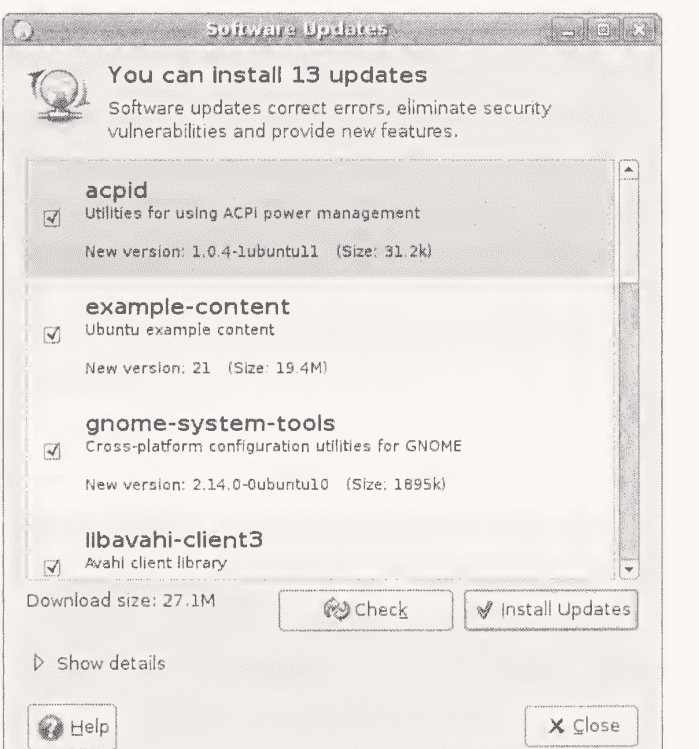 Software Updates
You can install 13 updates
Software updates correct errors, eliminate security
vulnerabilities and provide new features.
acpid
Utilities for using ACPI power management
New version: 1.0.4-1ubuntu11 (Size: 31.2k)
example-content
Ubuntu example content
New version: 21 (Size: 19.4M)
gnome-system-tools
Cross-platform configuration utilities for GNOME
New version: 2.14.0-0ubuntu10 (Size: 1895k)
libavahi-client3
Avahi client library
Download size: 27.1M
Check
Install Updates
Show details
Help
Close